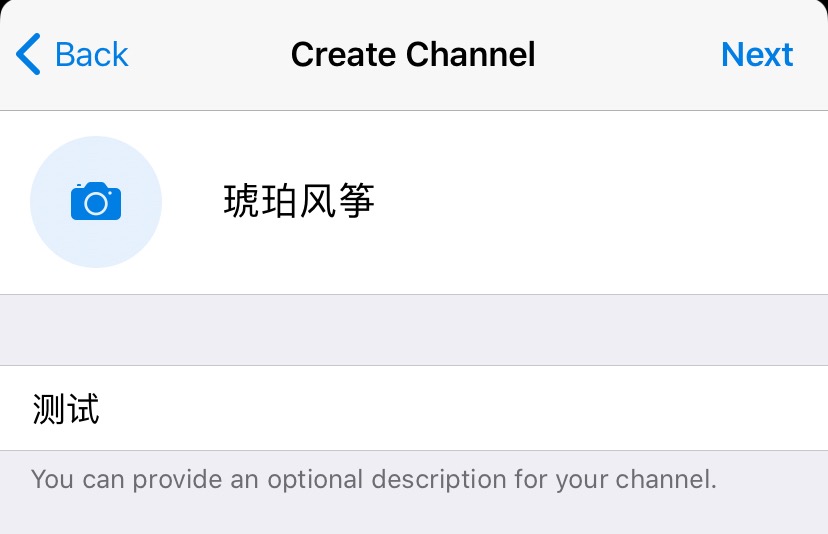 Back Create Channel Next
琥珀风筝
测试
You can provide an optional description for your channel.